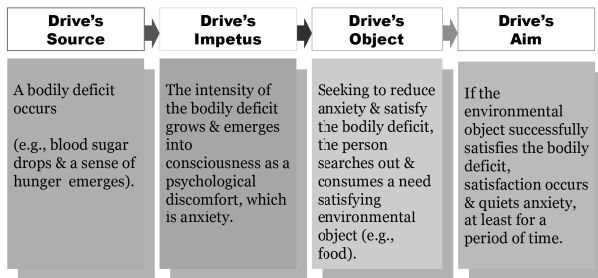 Drive's
Source
Drive's
Impetus
Drive's
Object
Drive's
Aim
A bodily deficit
occurs
(e.g., blood sugar
drops & a sense of
hunger emerges).
The intensity of
the bodily deficit
grows & emerges
into
consciousness as a
psychological
discomfort, which
is anxiety.
Seeking to reduce
anxiety & satisfy
the bodily deficit,
the person
searches out &
consumes a need
satisfying
environmental
object (e.g.,
food).
If the
environmental
object successfully
satisfies the bodily
deficit,
satisfaction occurs
& quiets anxiety,
at least for a
period of time.